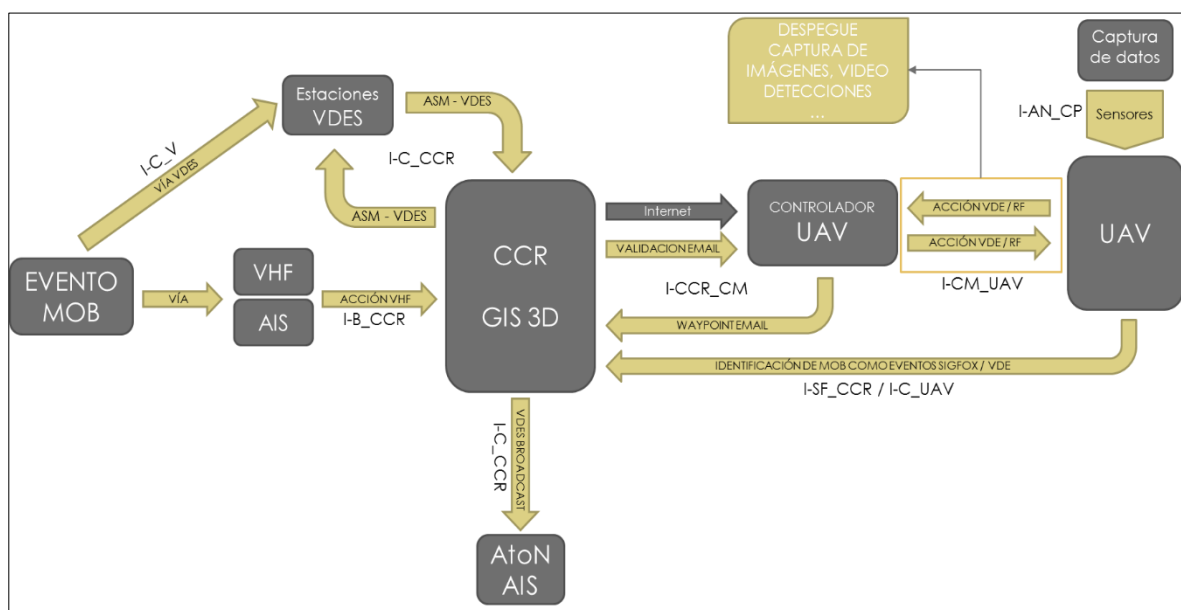 DESPEGUE
CAPTURA DE
IMÁGENES, VIDEO
DETECCIONES
...
Captura
de datos
I-AN_CP
Sensores
Estaciones
VDES
ASM - VDES
I-C_V
VÍA VDES
I-C_CCR
ASM - VDES
EVENTO
MOB
VÍA
VHF
AIS
ACCIÓN VHF
I-B_CCR
CCR
GIS 3D
Internet
VALIDACION EMAIL
I-CCR_CM
CONTROLADOR
UAV
ACCIÓN VDE / RF
ACCIÓN VDE / RF
I-CM_UAV
UAV
WAYPOINT EMAIL
IDENTIFICACIÓN DE MOB COMO EVENTOS SIGFOX / VDE
I-SF_CCR / I-C_UAV
VDES BROADCAST
I-C_CCR
AtoN
AIS